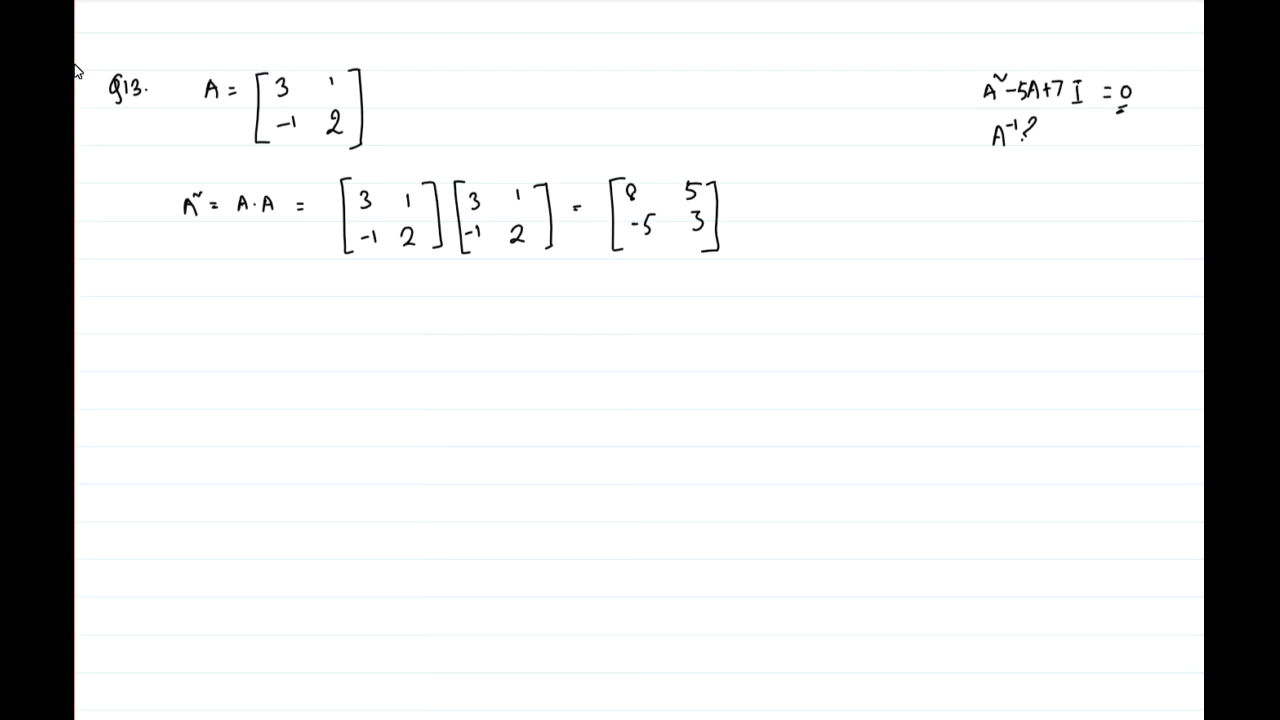 Q13. A = [3 1 A² - 5A + 7I = 0
-1 2] A⁻¹?
A² = A·A = [3 1 [3 1 = [8 5
-1 2] -1 2] -5 3]